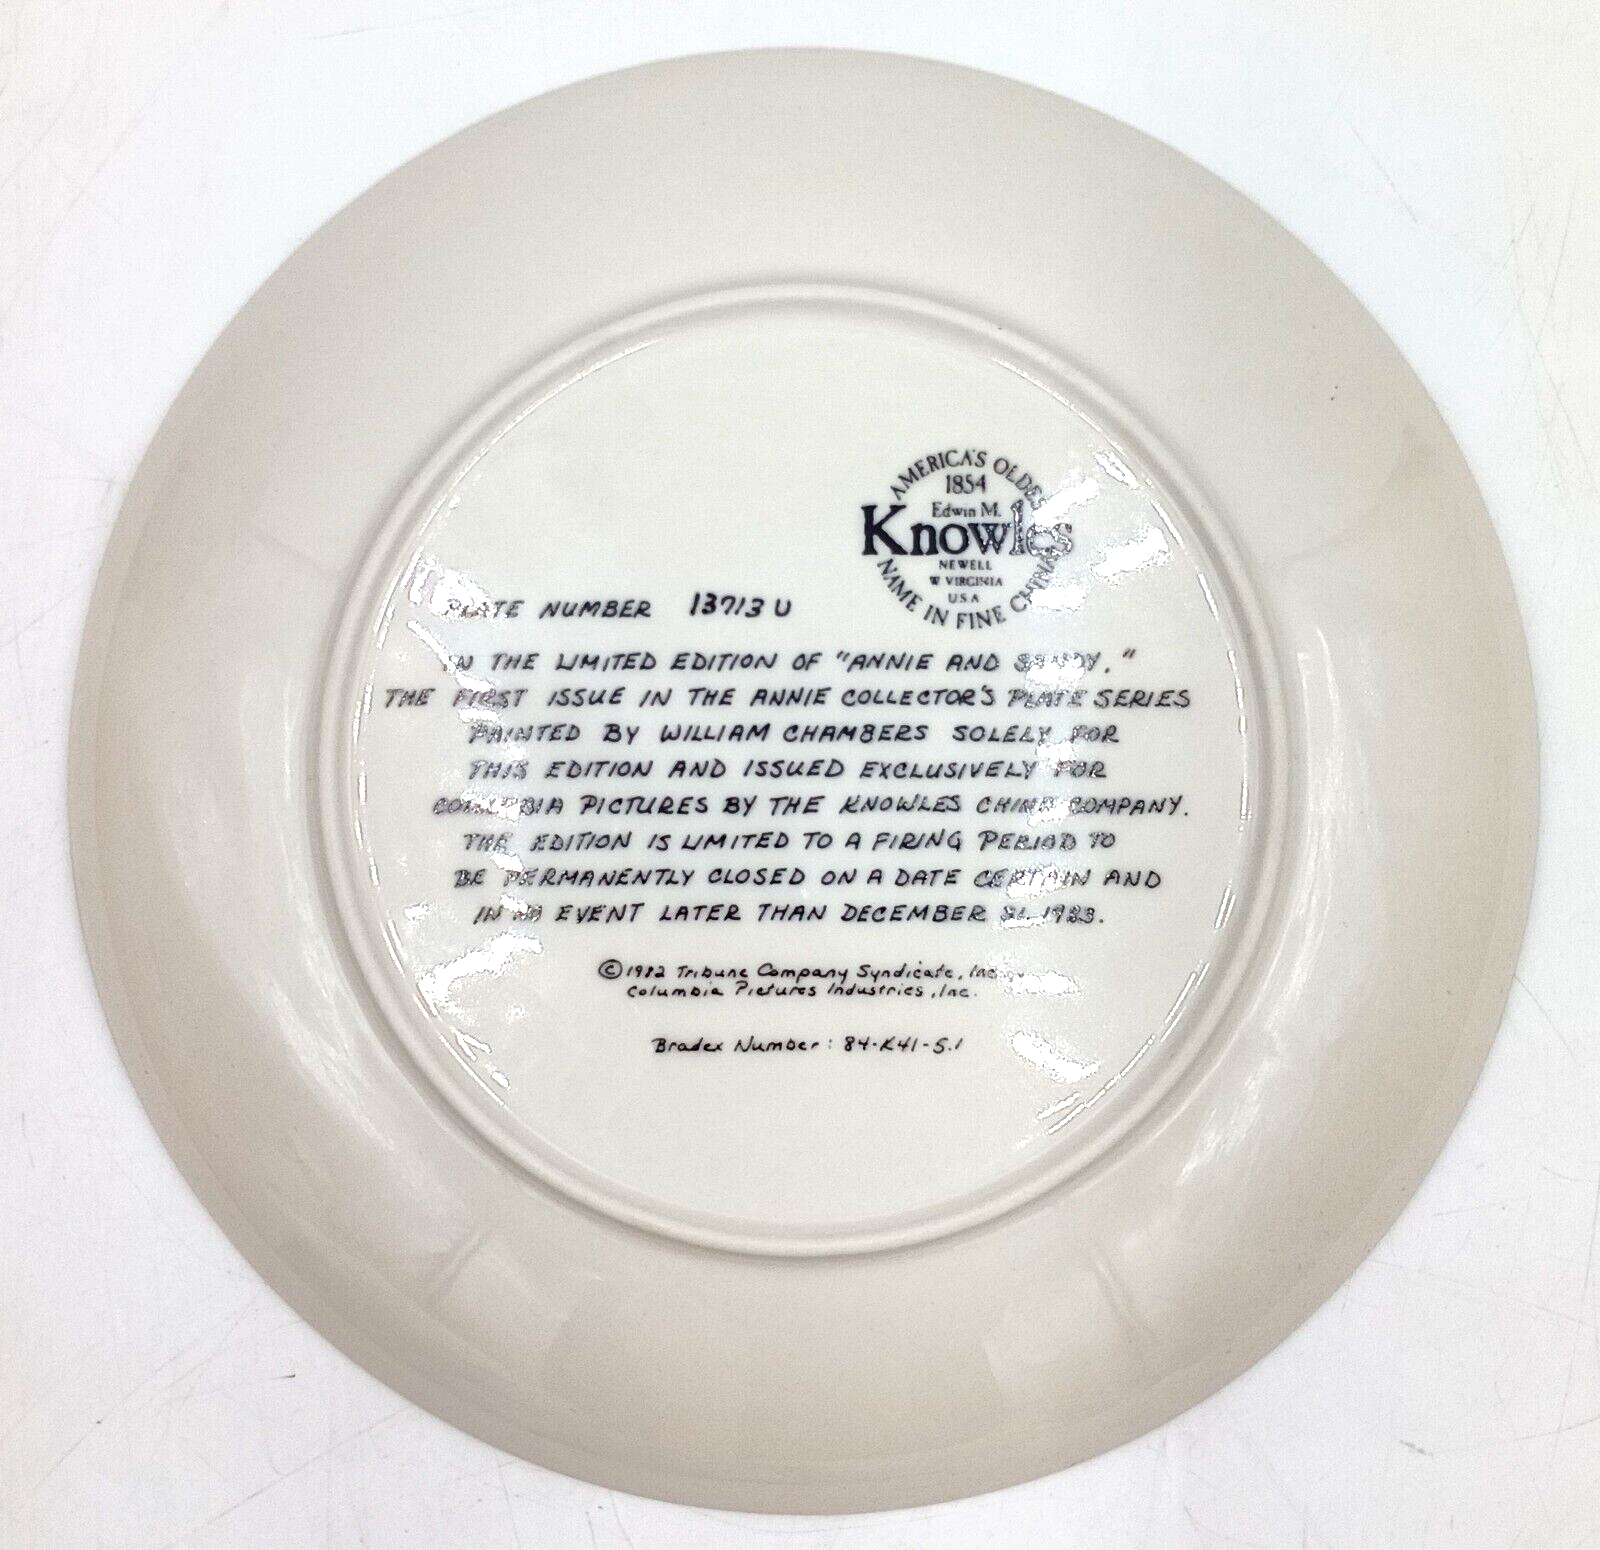 AMERICA'S OLDEST
1854
Edwin M.
Knowles
NEWELL
W VIRGINIA
U.S.A
NAME IN FINE CHINA
PLATE NUMBER 13713 U
IN THE LIMITED EDITION OF "ANNIE AND SANDY."
THE FIRST ISSUE IN THE ANNIE COLLECTOR'S PLATE SERIES
PAINTED BY WILLIAM CHAMBERS SOLELY FOR
THIS EDITION AND ISSUED EXCLUSIVELY FOR
COLUMBIA PICTURES BY THE KNOWLES CHINA COMPANY.
THE EDITION IS LIMITED TO A FIRING PERIOD TO
BE PERMANENTLY CLOSED ON A DATE CERTAIN AND
IN NO EVENT LATER THAN DECEMBER 31, 1983.
©1982 Tribune Company Syndicate, Inc.
Columbia Pictures Industries, Inc.
Bradex Number: 84-K41-5.1